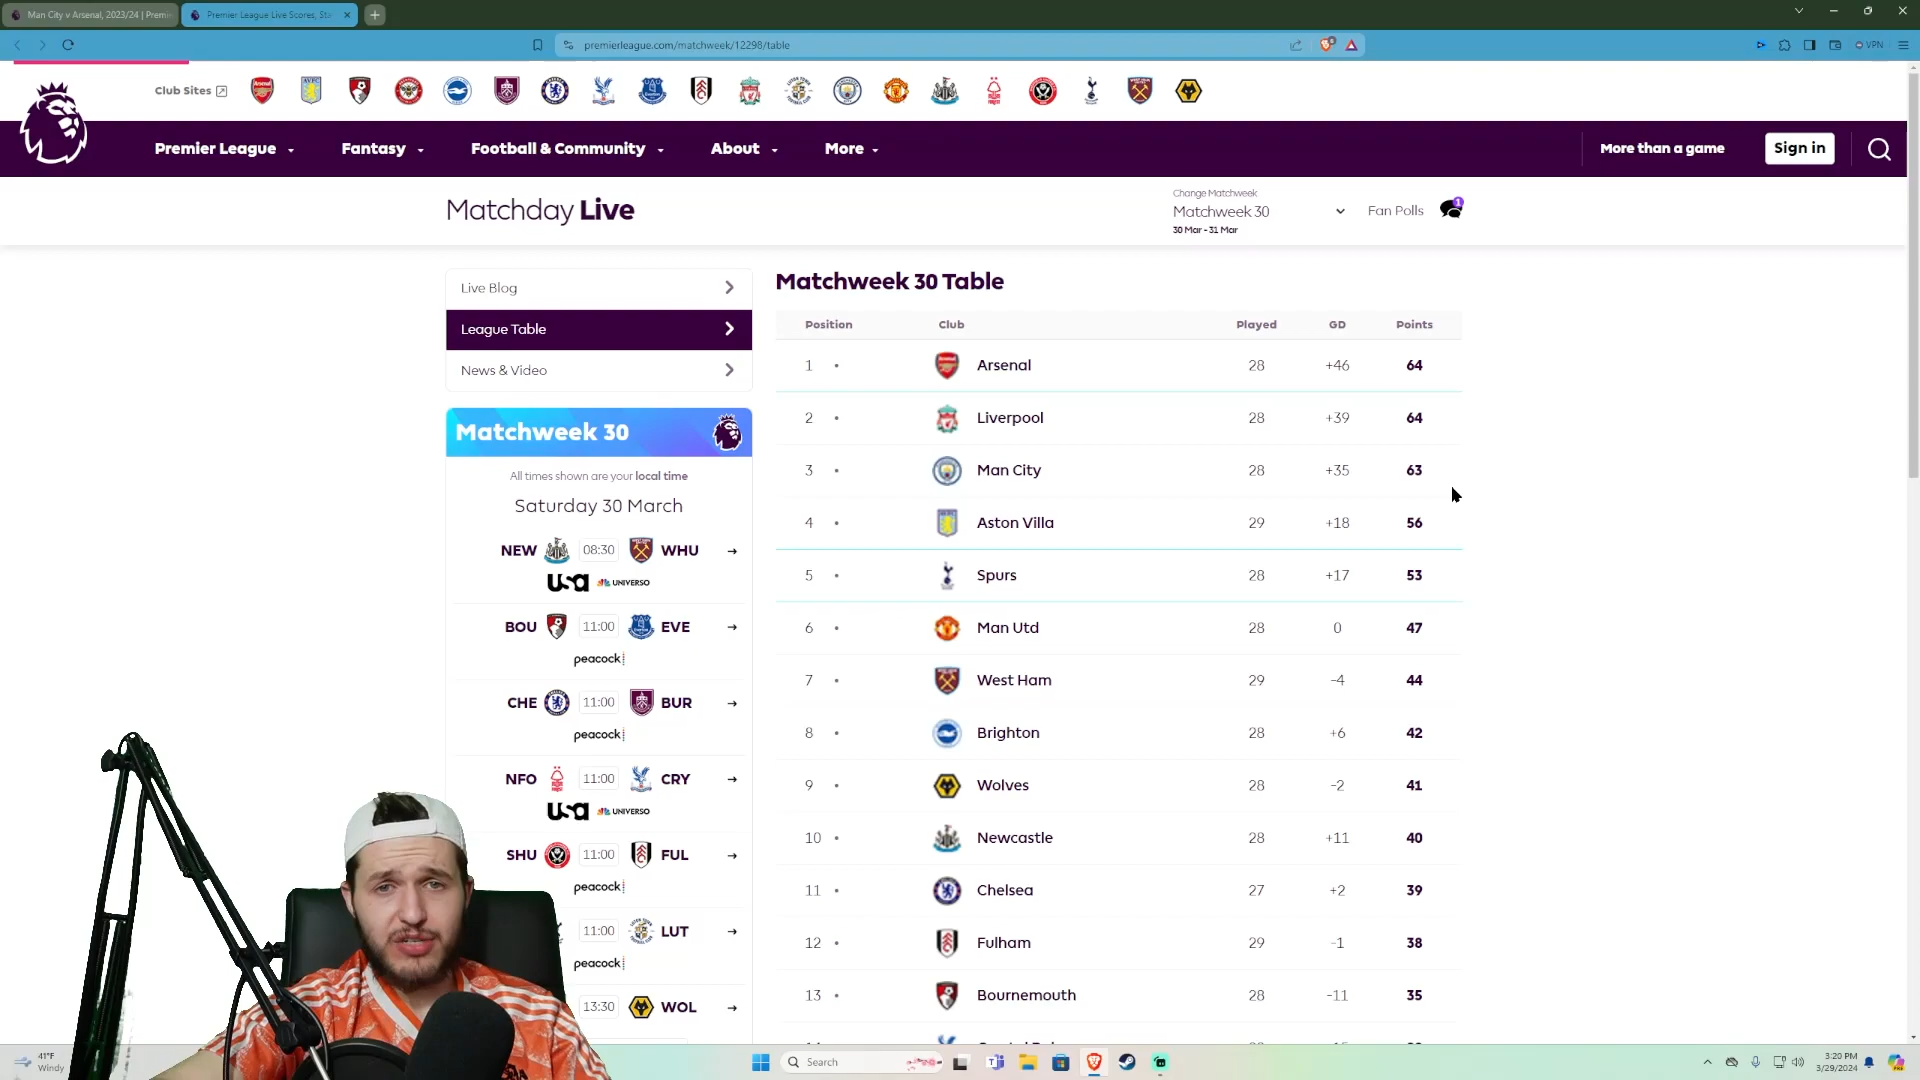 Man City v Arsenal, 2023/24 | Premi
Premier League Live Scores, Sta
premierleague.com/matchweek/12298/table
VPN
Club Sites
Premier League
Fantasy
Football & Community
About
More
More than a game
Sign in
Matchday Live
Change Matchweek
Matchweek 30
30 Mar - 31 Mar
Fan Polls
1
Live Blog
League Table
News & Video
Matchweek 30
All times shown are your local time
Saturday 30 March
NEW 08:30 WHU
USA UNIVERSO
BOU 11:00 EVE
peacock
CHE 11:00 BUR
peacock
NFO 11:00 CRY
USA UNIVERSO
SHU 11:00 FUL
peacock
11:00 LUT
peacock
13:30 WOL
Matchweek 30 Table
Position Club Played GD Points
1 Arsenal 28 +46 64
2 Liverpool 28 +39 64
3 Man City 28 +35 63
4 Aston Villa 29 +18 56
5 Spurs 28 +17 53
6 Man Utd 28 0 47
7 West Ham 29 -4 44
8 Brighton 28 +6 42
9 Wolves 28 -2 41
10 Newcastle 28 +11 40
11 Chelsea 27 +2 39
12 Fulham 29 -1 38
13 Bournemouth 28 -11 35
41°F
Windy
Search
3:20 PM
3/29/2024